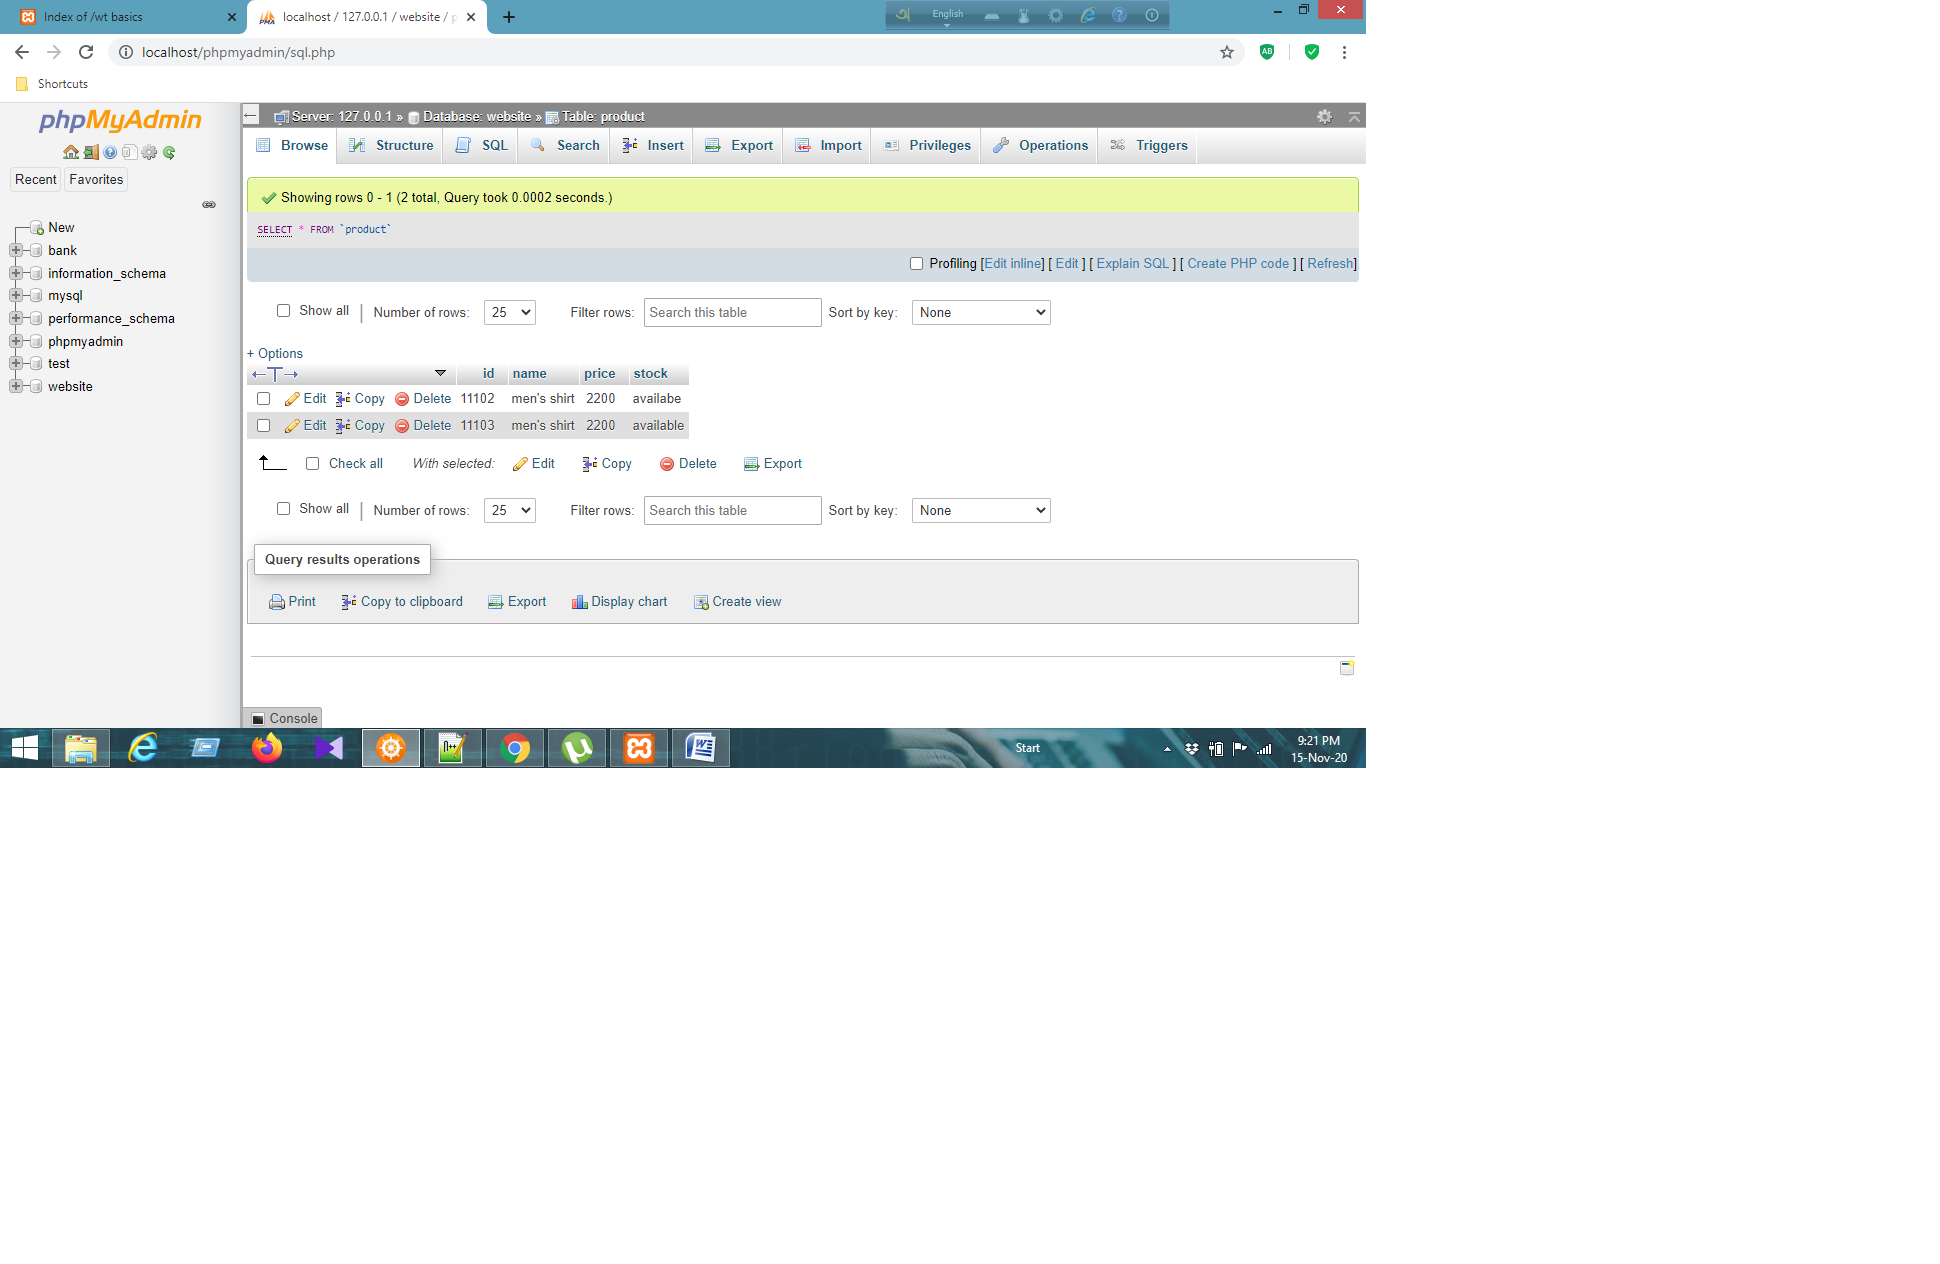 Index of /wt basics
localhost / 127.0.0.1 / website / p
English
localhost/phpmyadmin/sql.php
Shortcuts
phpMyAdmin
Recent Favorites
New
bank
information_schema
mysql
performance_schema
phpmyadmin
test
website
Server: 127.0.0.1 » Database: website » Table: product
Browse Structure SQL Search Insert Export Import Privileges Operations Triggers
Showing rows 0 - 1 (2 total, Query took 0.0002 seconds.)
SELECT * FROM `product`
Profiling [Edit inline] [ Edit ] [ Explain SQL ] [ Create PHP code ] [ Refresh]
Show all | Number of rows: 25 Filter rows: Search this table Sort by key: None
+ Options
←T→ id name price stock
Edit Copy Delete 11102 men's shirt 2200 availabe
Edit Copy Delete 11103 men's shirt 2200 available
Check all With selected: Edit Copy Delete Export
Show all | Number of rows: 25 Filter rows: Search this table Sort by key: None
Query results operations
Print Copy to clipboard Export Display chart Create view
Console
Start
9:21 PM
15-Nov-20